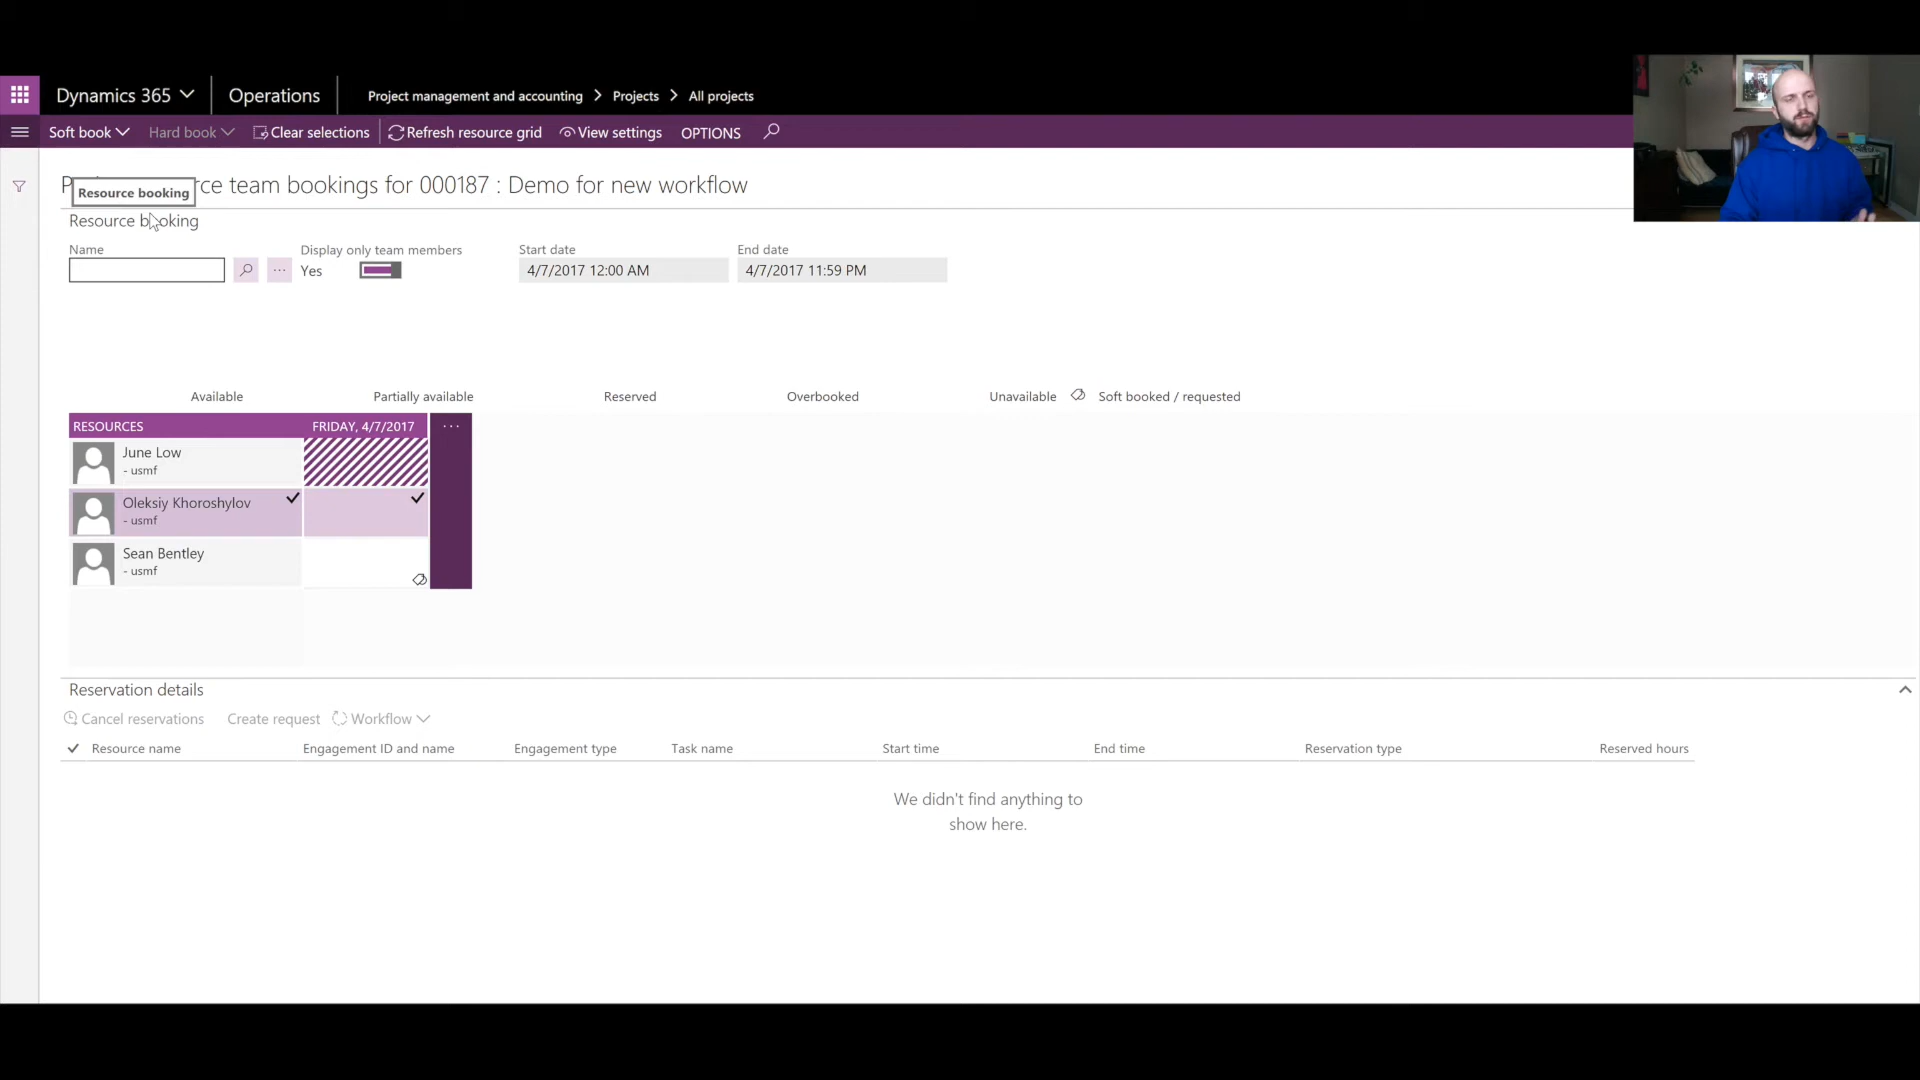 Dynamics 365
Operations
Project management and accounting > Projects > All projects
Soft book
Hard book
Clear selections
Refresh resource grid
View settings
OPTIONS
P rce team bookings for 000187 : Demo for new workflow
Resource booking
Resource booking
Name
Display only team members
Start date
End date
Yes
4/7/2017 12:00 AM
4/7/2017 11:59 PM
Available
Partially available
Reserved
Overbooked
Unavailable
Soft booked / requested
RESOURCES
FRIDAY, 4/7/2017
June Low
- usmf
Oleksiy Khoroshylov
- usmf
Sean Bentley
- usmf
Reservation details
Cancel reservations
Create request
Workflow
Resource name
Engagement ID and name
Engagement type
Task name
Start time
End time
Reservation type
Reserved hours
We didn't find anything to
show here.